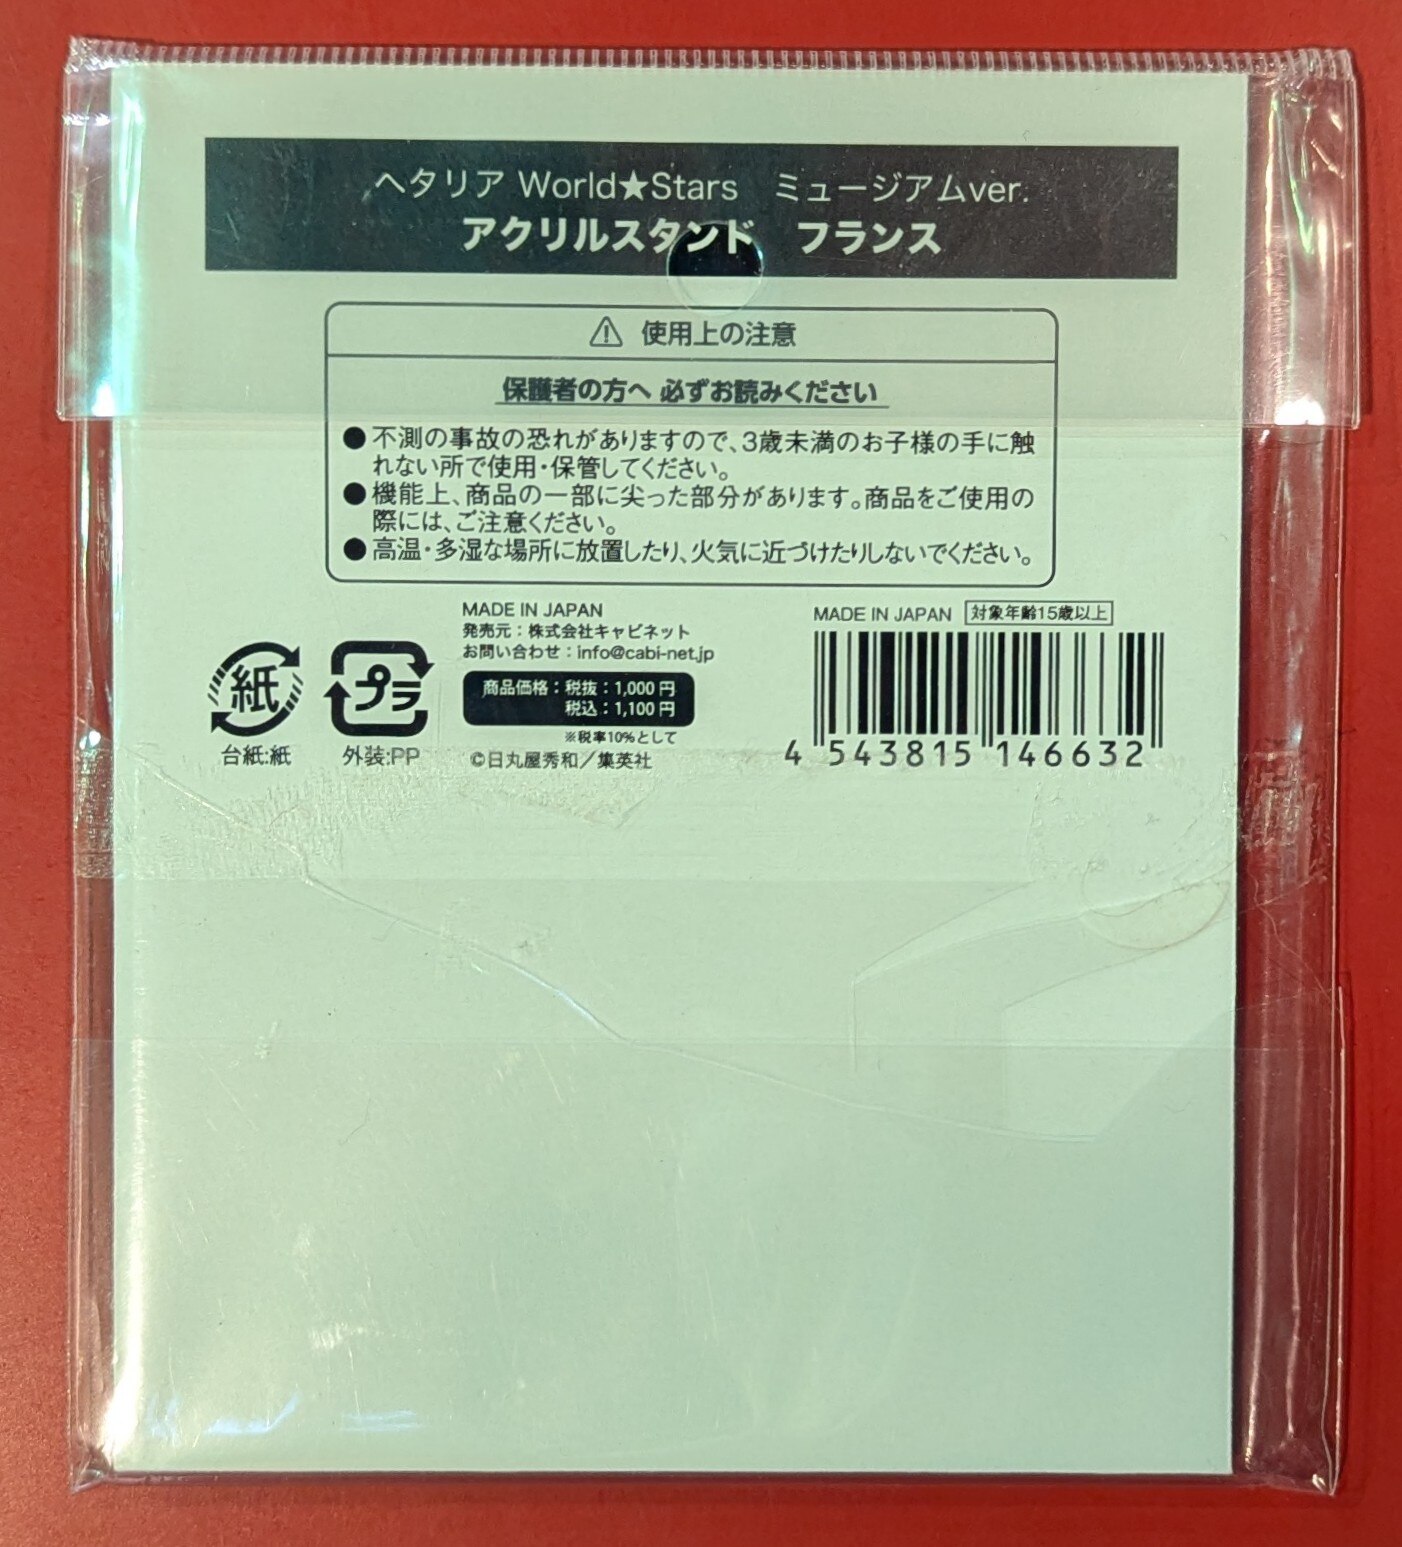 ヘタリア World★Stars ミュージアムver.
アクリルスタンド フランス
使用上の注意
保護者の方へ 必ずお読みください
●不測の事故の恐れがありますので、3歳未満のお子様の手に触
れない所で使用・保管してください。
●機能上、商品の一部に尖った部分があります。商品をご使用の
際には、ご注意ください。
●高温・多湿な場所に放置したり、火気に近づけたりしないでください。
紙
台紙:紙
プラ
外装:PP
MADE IN JAPAN
発売元：株式会社キャビネット
お問い合わせ：info@cabi-net.jp
商品価格：税抜：1,000円
税込：1,100円
※税率10%として
©日丸屋秀和／集英社
MADE IN JAPAN 対象年齢15歳以上
4 543815 146632